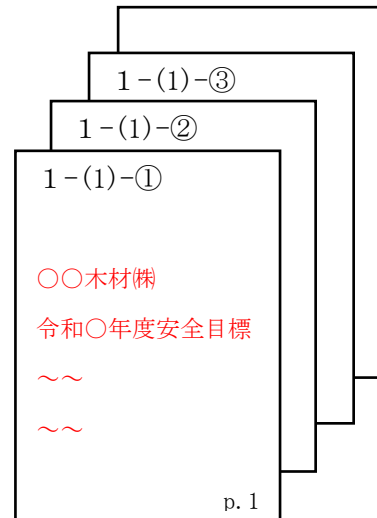 1-(1)-③
1-(1)-②
1-(1)-①
○○木材㈱
令和○年度安全目標
~~
~~
p. 1